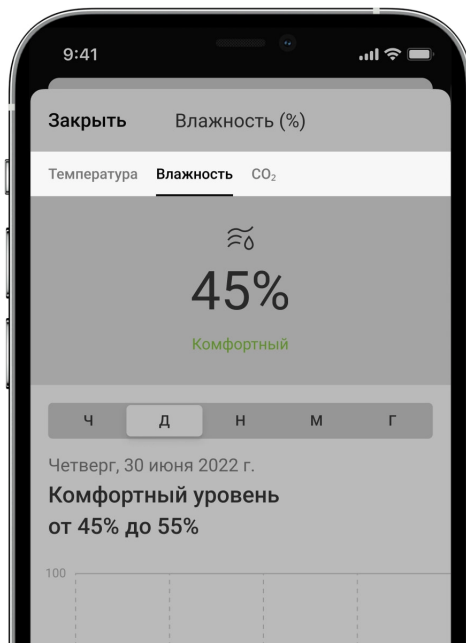 9:41
Закрыть Влажность (%)
Температура Влажность CO₂
45%
Комфортный
Ч Д Н М Г
Четверг, 30 июня 2022 г.
Комфортный уровень
от 45% до 55%
100